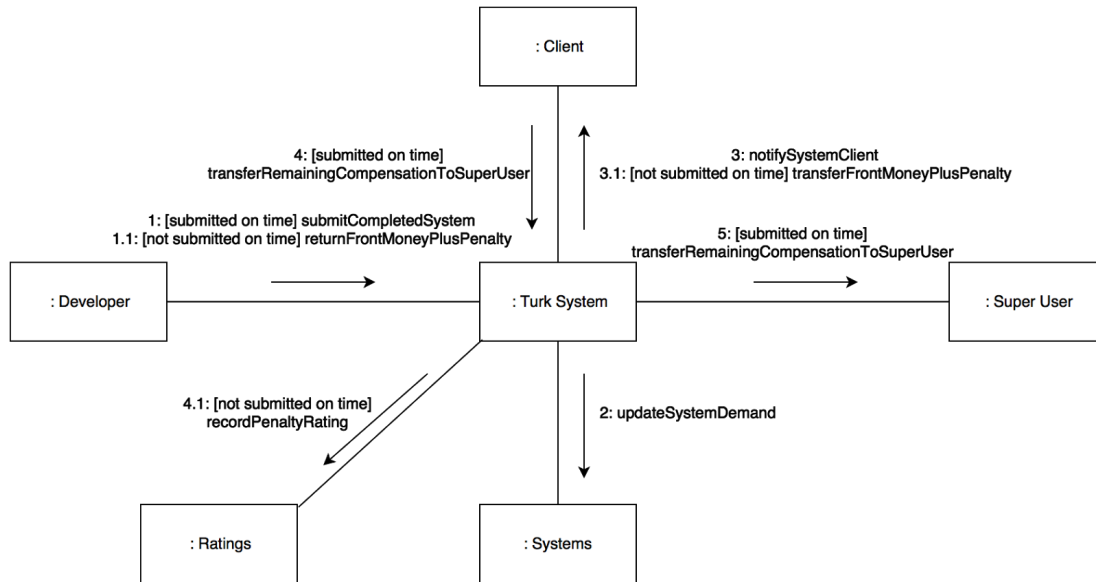 : Client
4: [submitted on time]
transferRemainingCompensationToSuperUser
3: notifySystemClient
3.1: [not submitted on time] transferFrontMoneyPlusPenalty
1: [submitted on time] submitCompletedSystem
1.1: [not submitted on time] returnFrontMoneyPlusPenalty
5: [submitted on time]
transferRemainingCompensationToSuperUser
: Developer
: Turk System
: Super User
4.1: [not submitted on time]
recordPenaltyRating
2: updateSystemDemand
: Ratings
: Systems